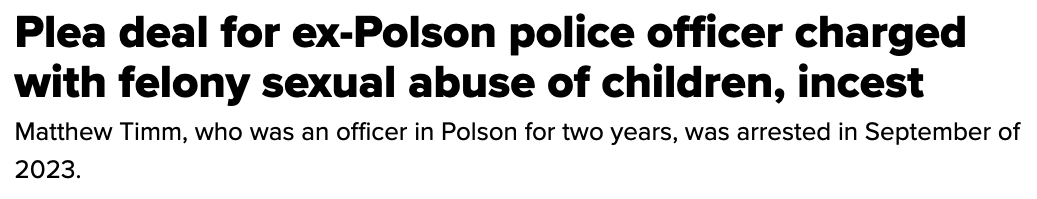 Plea deal for ex-Polson police officer charged
with felony sexual abuse of children, incest
Matthew Timm, who was an officer in Polson for two years, was arrested in September of
2023.